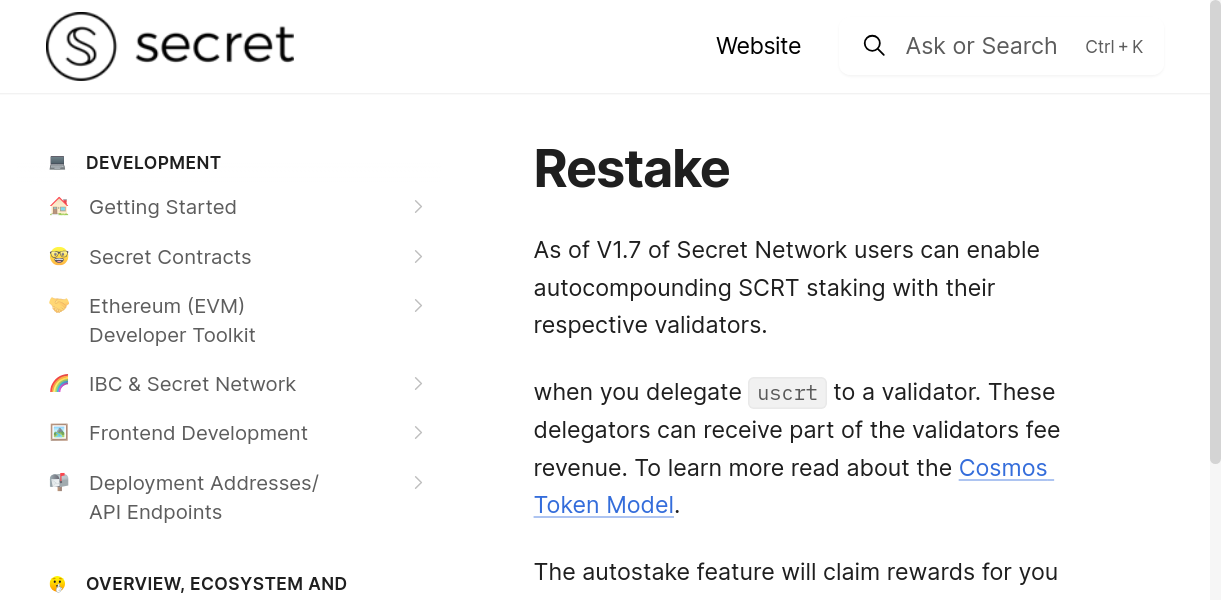 secret
Website
Ask or Search
Ctrl + K
DEVELOPMENT
Getting Started
Secret Contracts
Ethereum (EVM)
Developer Toolkit
IBC & Secret Network
Frontend Development
Deployment Addresses/
API Endpoints
OVERVIEW, ECOSYSTEM AND
Restake
As of V1.7 of Secret Network users can enable
autocompounding SCRT staking with their
respective validators.
when you delegate uscrt to a validator. These
delegators can receive part of the validators fee
revenue. To learn more read about the Cosmos
Token Model.
The autostake feature will claim rewards for you